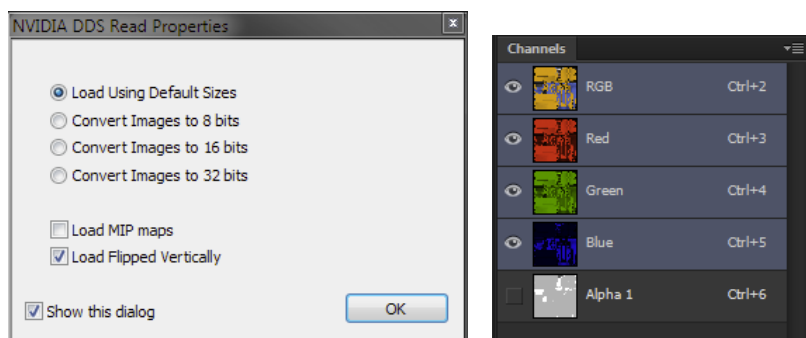 NVIDIA DDS Read Properties
x
Load Using Default Sizes
Convert Images to 8 bits
Convert Images to 16 bits
Convert Images to 32 bits
Load MIP maps
Load Flipped Vertically
Show this dialog
OK
Channels
RGB Ctrl+2
Red Ctrl+3
Green Ctrl+4
Blue Ctrl+5
Alpha 1 Ctrl+6